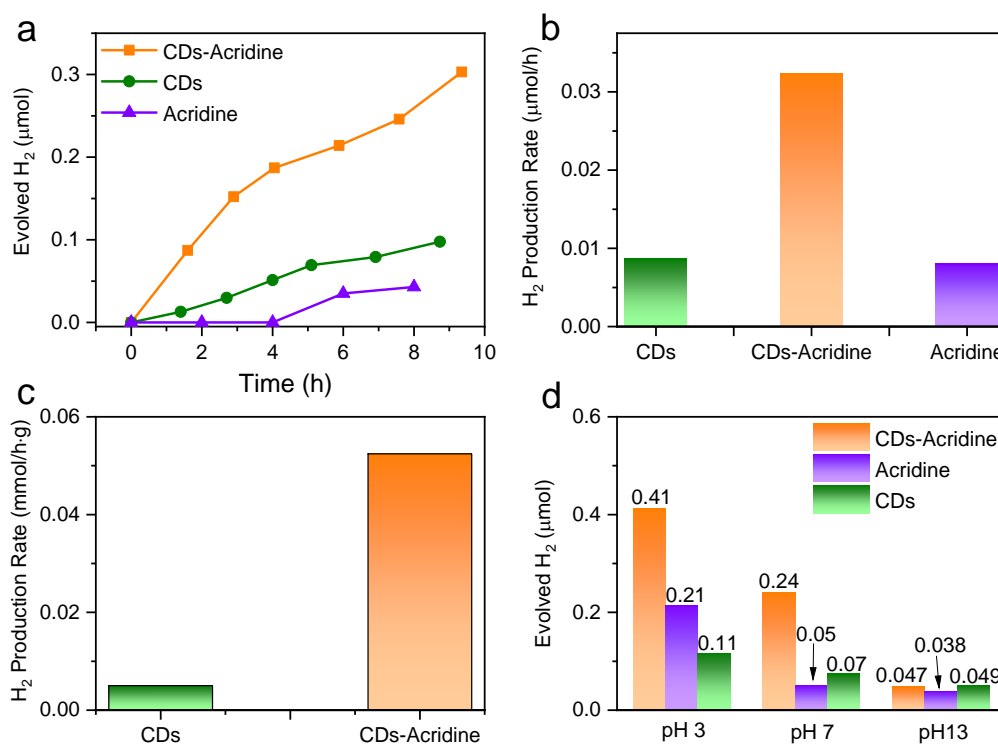 a
CDs-Acridine
CDs
Acridine
Evolved H₂ (μmol)
0.3
0.2
0.1
0.0
0 2 4 6 8 10
Time (h)
b
H₂ Production Rate (μmol/h)
0.03
0.02
0.01
0.00
CDs CDs-Acridine Acridine
c
H₂ Production Rate (mmol/h·g)
0.06
0.04
0.02
0.00
CDs CDs-Acridine
d
CDs-Acridine
Acridine
CDs
Evolved H₂ (μmol)
0.6
0.4
0.2
0.0
0.41
0.21
0.11
0.24
0.05
0.07
0.047
0.038
0.049
pH 3 pH 7 pH13